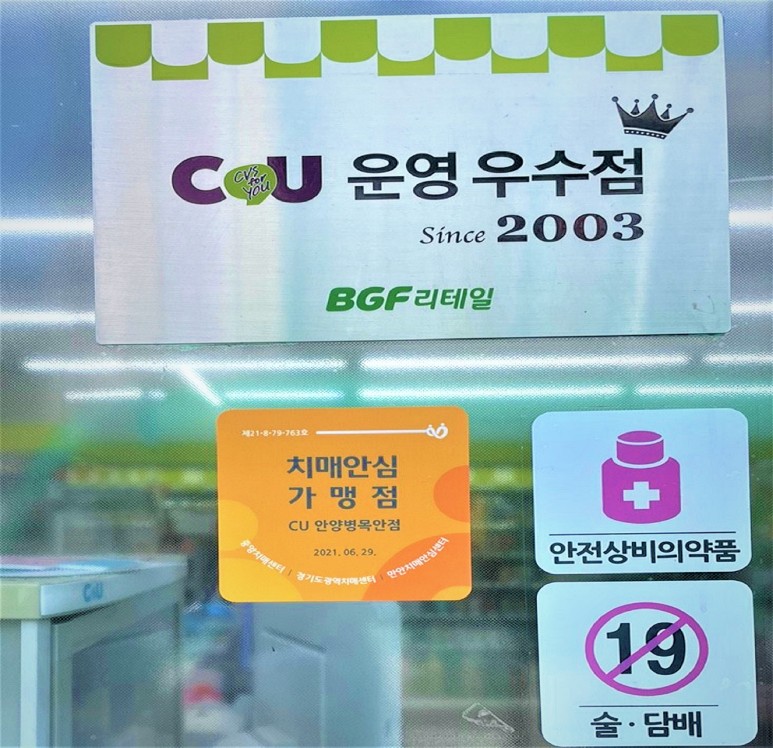 CU 운영 우수점
CVS for YOU
Since 2003
BGF리테일
제21-8-79-763호
치매안심
가맹점
CU 안양병목안점
2021. 06. 29.
중앙치매센터 / 경기도광역치매센터 / 만안치매안심센터
안전상비의약품
19
술·담배
CU